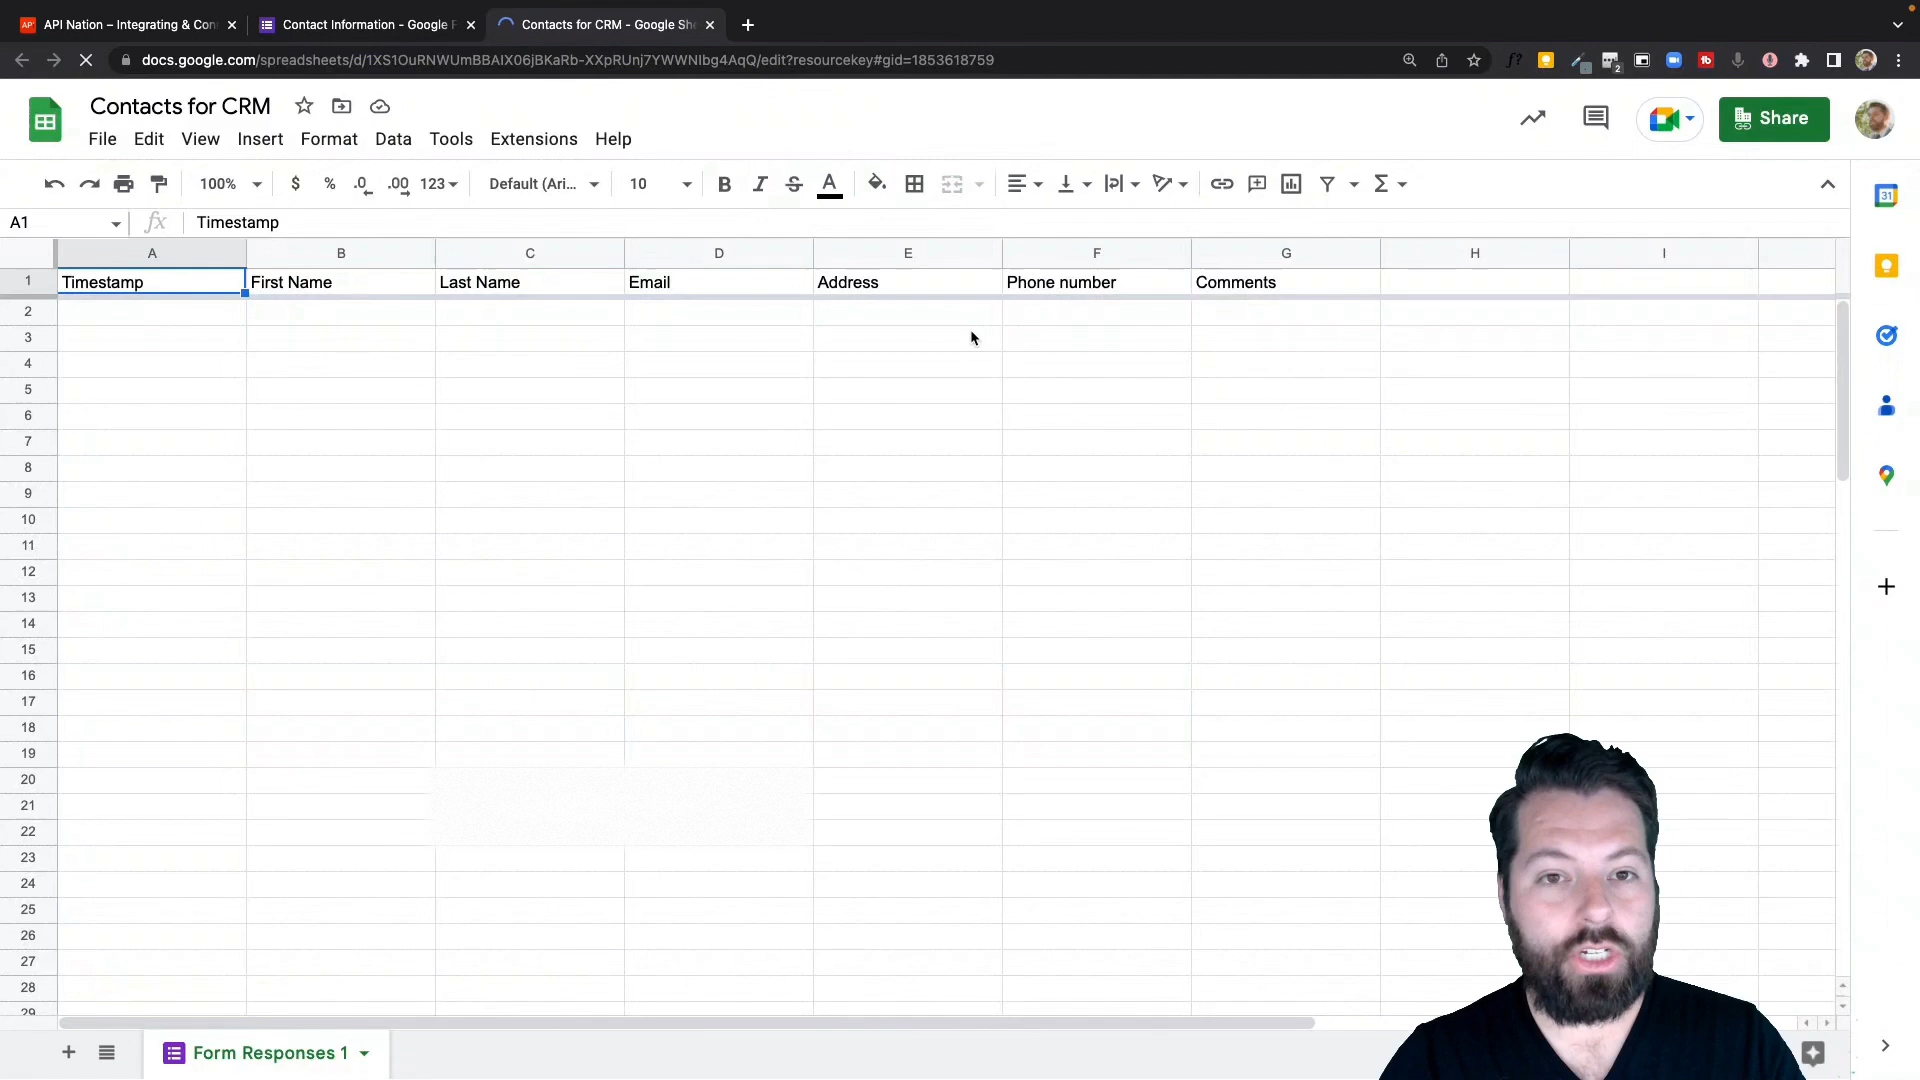 API Nation – Integrating & Con
Contact Information - Google F
Contacts for CRM - Google She
docs.google.com/spreadsheets/d/1XS1OuRNWUmBBAIX06jBKaRb-XXpRUnj7YWWNIbg4AqQ/edit?resourcekey#gid=1853618759
Contacts for CRM
Share
File Edit View Insert Format Data Tools Extensions Help
100% $ % .0 .00 123 Default (Ari... 10 B I S A Σ
A1 fx Timestamp
A B C D E F G H I
1 Timestamp First Name Last Name Email Address Phone number Comments
2
3
4
5
6
7
8
9
10
11
12
13
14
15
16
17
18
19
20
21
22
23
24
25
26
27
28
29
Form Responses 1